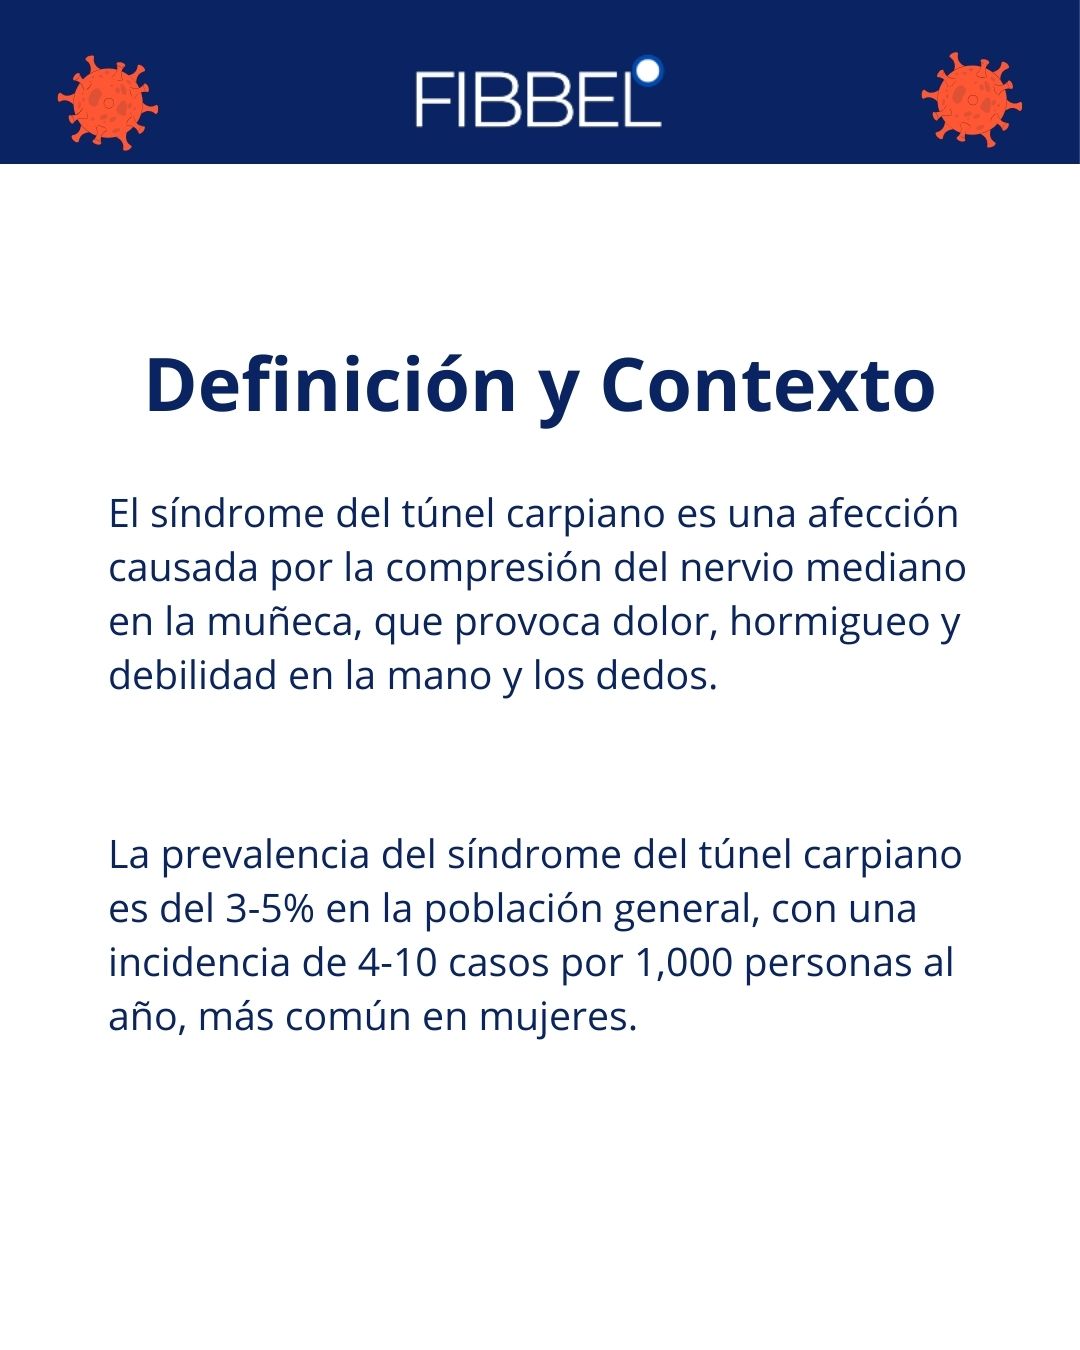 FIBBEL
Definición y Contexto
El síndrome del túnel carpiano es una afección
causada por la compresión del nervio mediano
en la muñeca, que provoca dolor, hormigueo y
debilidad en la mano y los dedos.
La prevalencia del síndrome del túnel carpiano
es del 3-5% en la población general, con una
incidencia de 4-10 casos por 1,000 personas al
año, más común en mujeres.